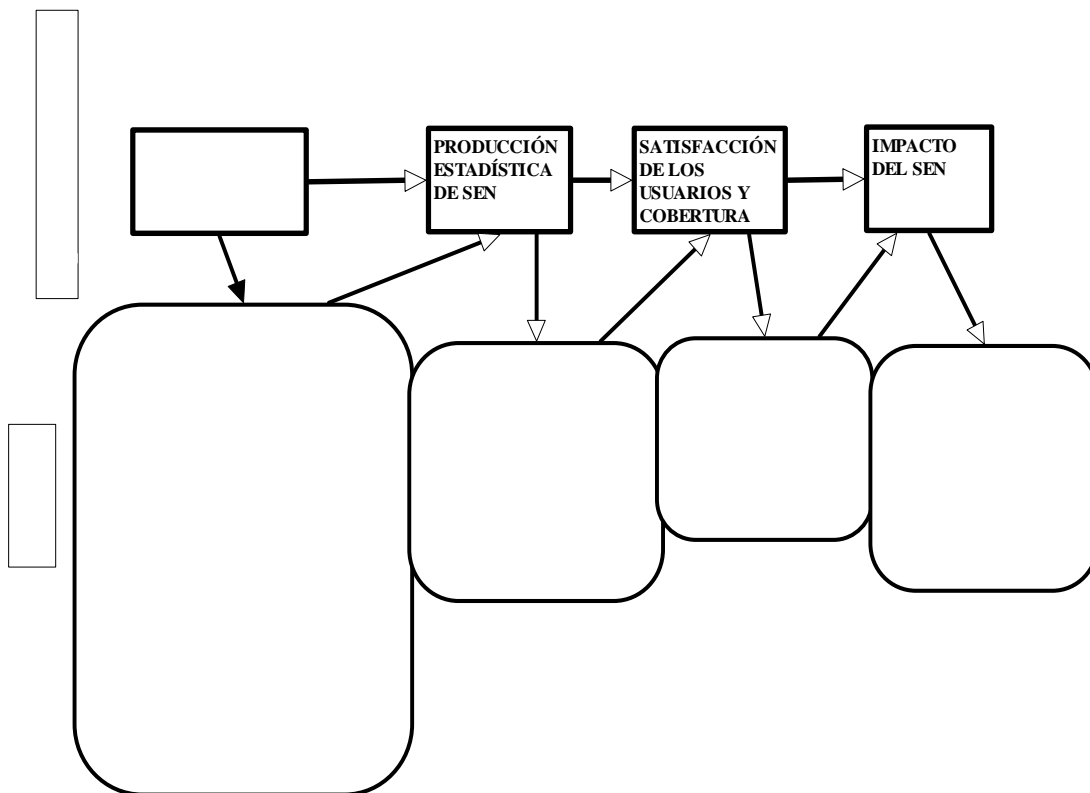 PRODUCCIÓN
ESTADÍSTICA
DE SEN
SATISFACCIÓN
DE LOS
USUARIOS Y
COBERTURA
IMPACTO
DEL SEN